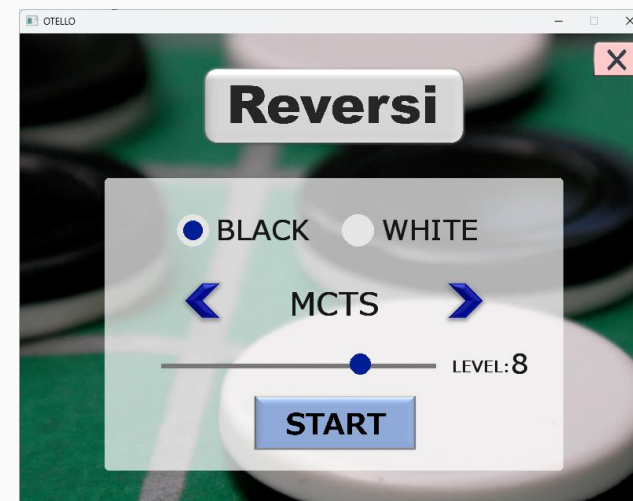 OTELLO
Reversi
BLACK WHITE
MCTS
LEVEL:8
START